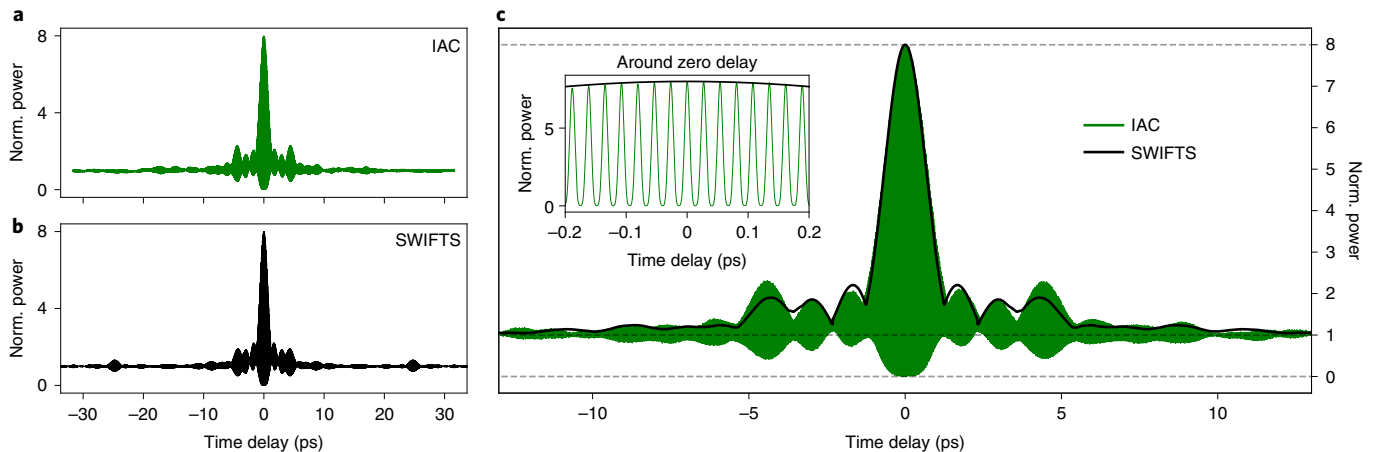 a
8
4
0
Norm. power
IAC
b
8
4
0
Norm. power
SWIFTS
−30 −20 −10 0 10 20 30
Time delay (ps)
c
Around zero delay
5
0
Norm. power
−0.2 −0.1 0 0.1 0.2
Time delay (ps)
IAC
SWIFTS
8
7
6
5
4
3
2
1
0
Norm. power
−10 −5 0 5 10
Time delay (ps)